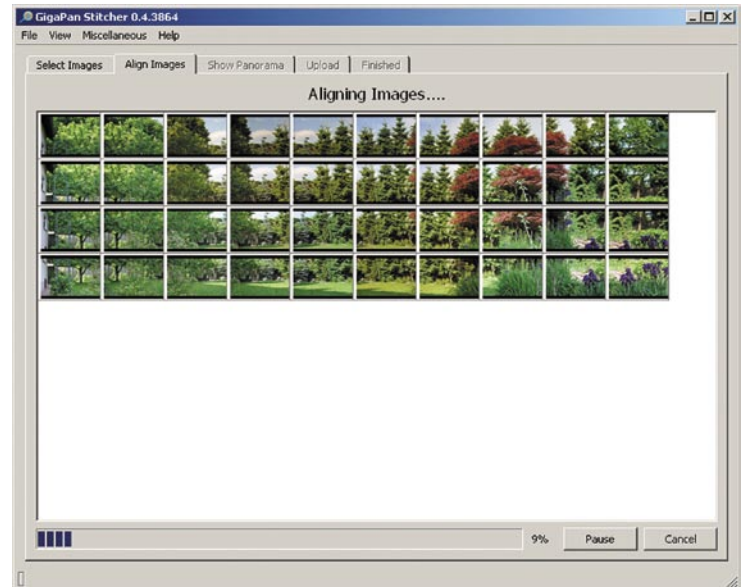 GigaPan Stitcher 0.4.3864
File View Miscellaneous Help
Select Images Align Images Show Panorama Upload Finished
Aligning Images....
9% Pause Cancel